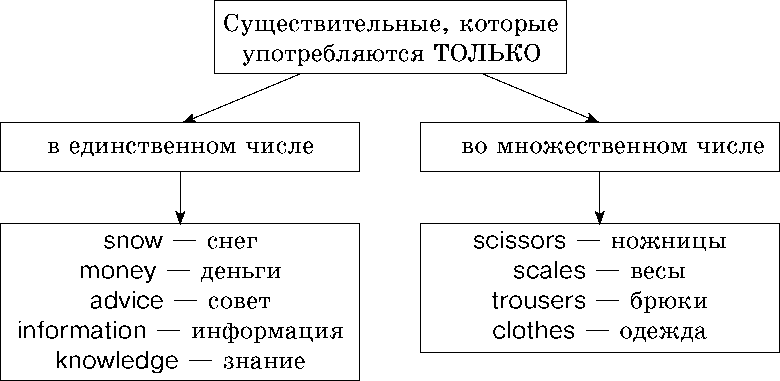 Существительные, которые
употребляются ТОЛЬКО
в единственном числе
во множественном числе
snow — снег
money — деньги
advice — совет
information — информация
knowledge — знание
scissors — ножницы
scales — весы
trousers — брюки
clothes — одежда